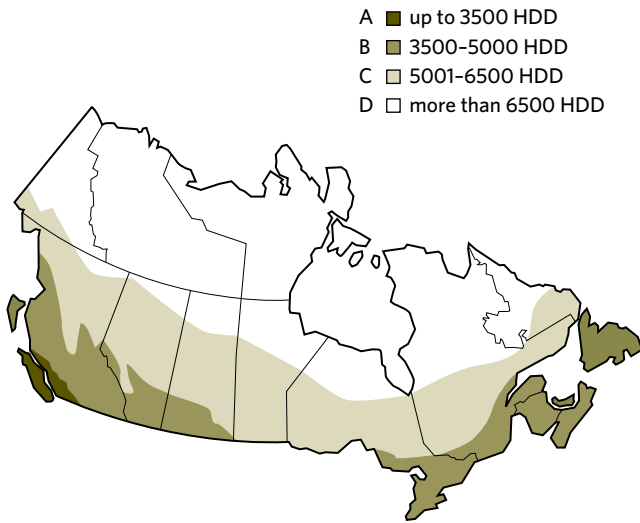 A up to 3500 HDD
B 3500–5000 HDD
C 5001–6500 HDD
D more than 6500 HDD